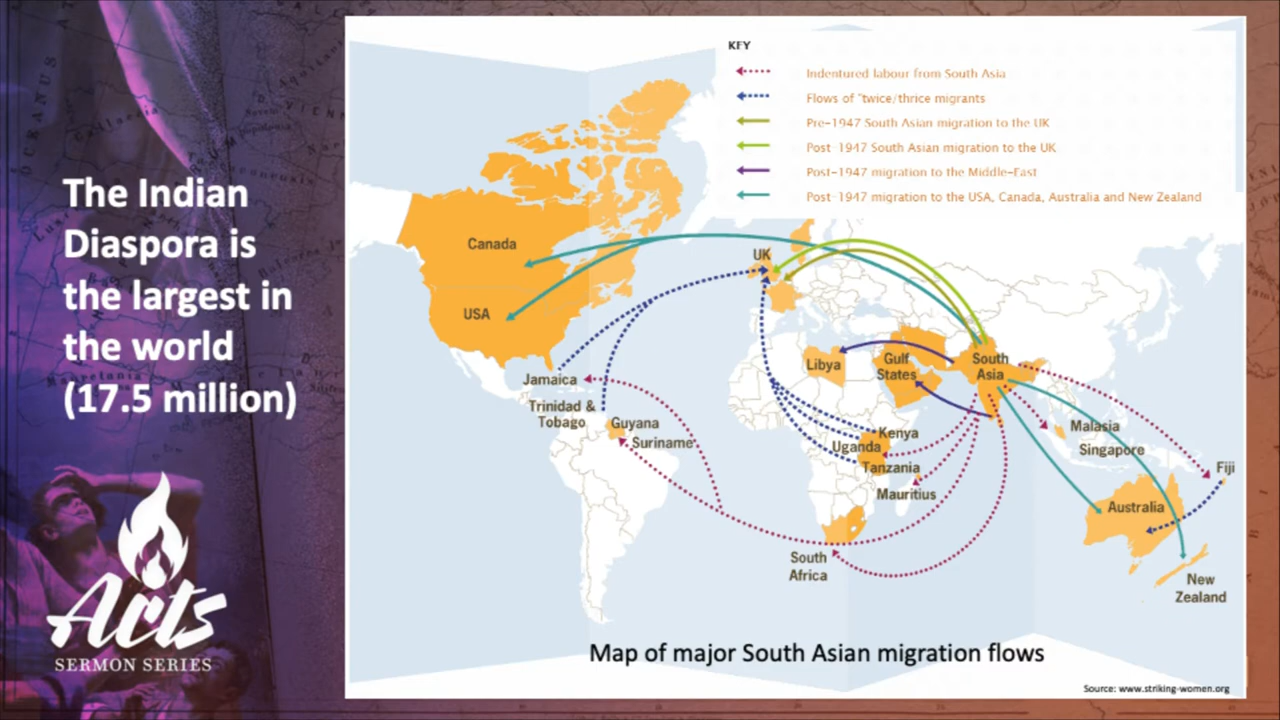 The Indian
Diaspora is
the largest in
the world
(17.5 million)
Acts
SERMON SERIES
KEY
Indentured labour from South Asia
Flows of "twice/thrice migrants
Pre-1947 South Asian migration to the UK
Post-1947 South Asian migration to the UK
Post-1947 migration to the Middle-East
Post-1947 migration to the USA, Canada, Australia and New Zealand
Canada
UK
USA
Libya
Gulf
States
South
Asia
Jamaica
Trinidad &
Tobago
Guyana
Suriname
Kenya
Uganda
Tanzania
Mauritius
Malasia
Singapore
Fiji
Australia
South
Africa
New
Zealand
Map of major South Asian migration flows
Source: www.striking-women.org